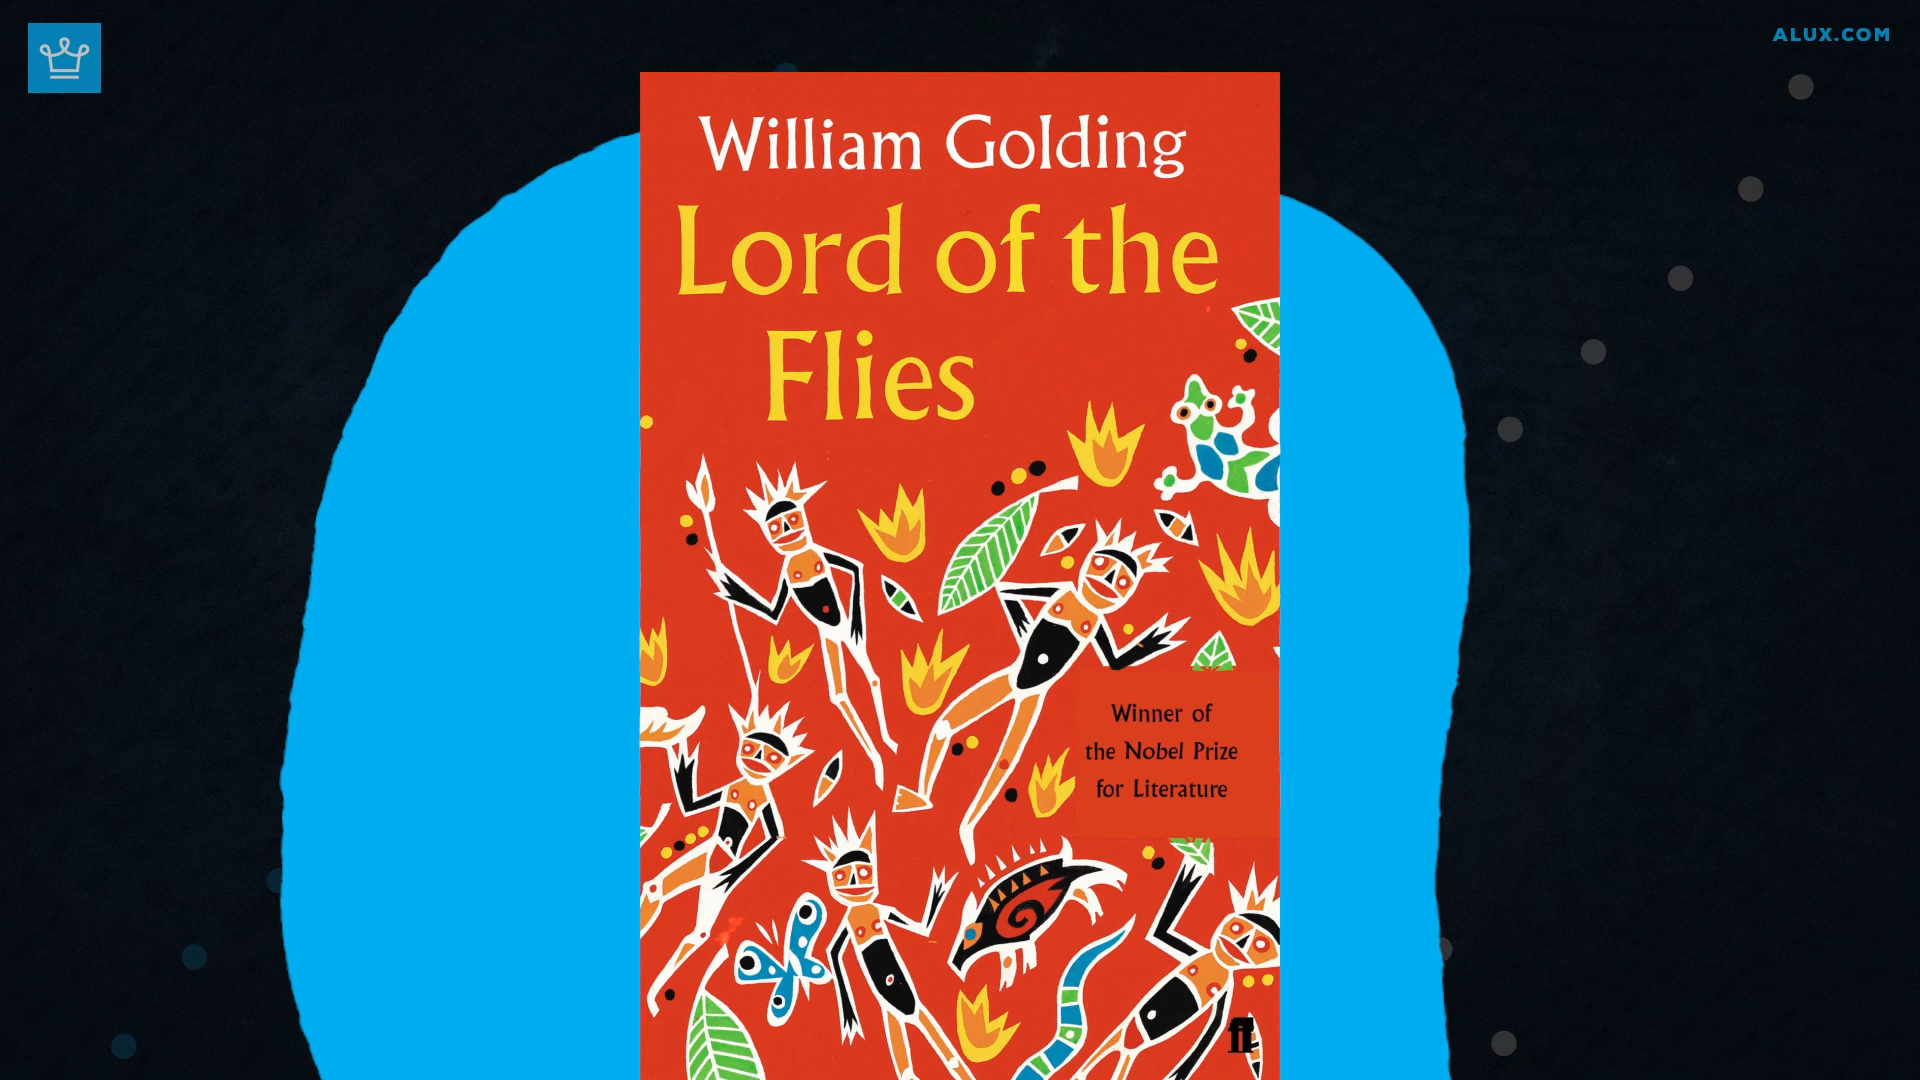 ALUX.COM
William Golding
Lord of the
Flies
Winner of
the Nobel Prize
for Literature
ff